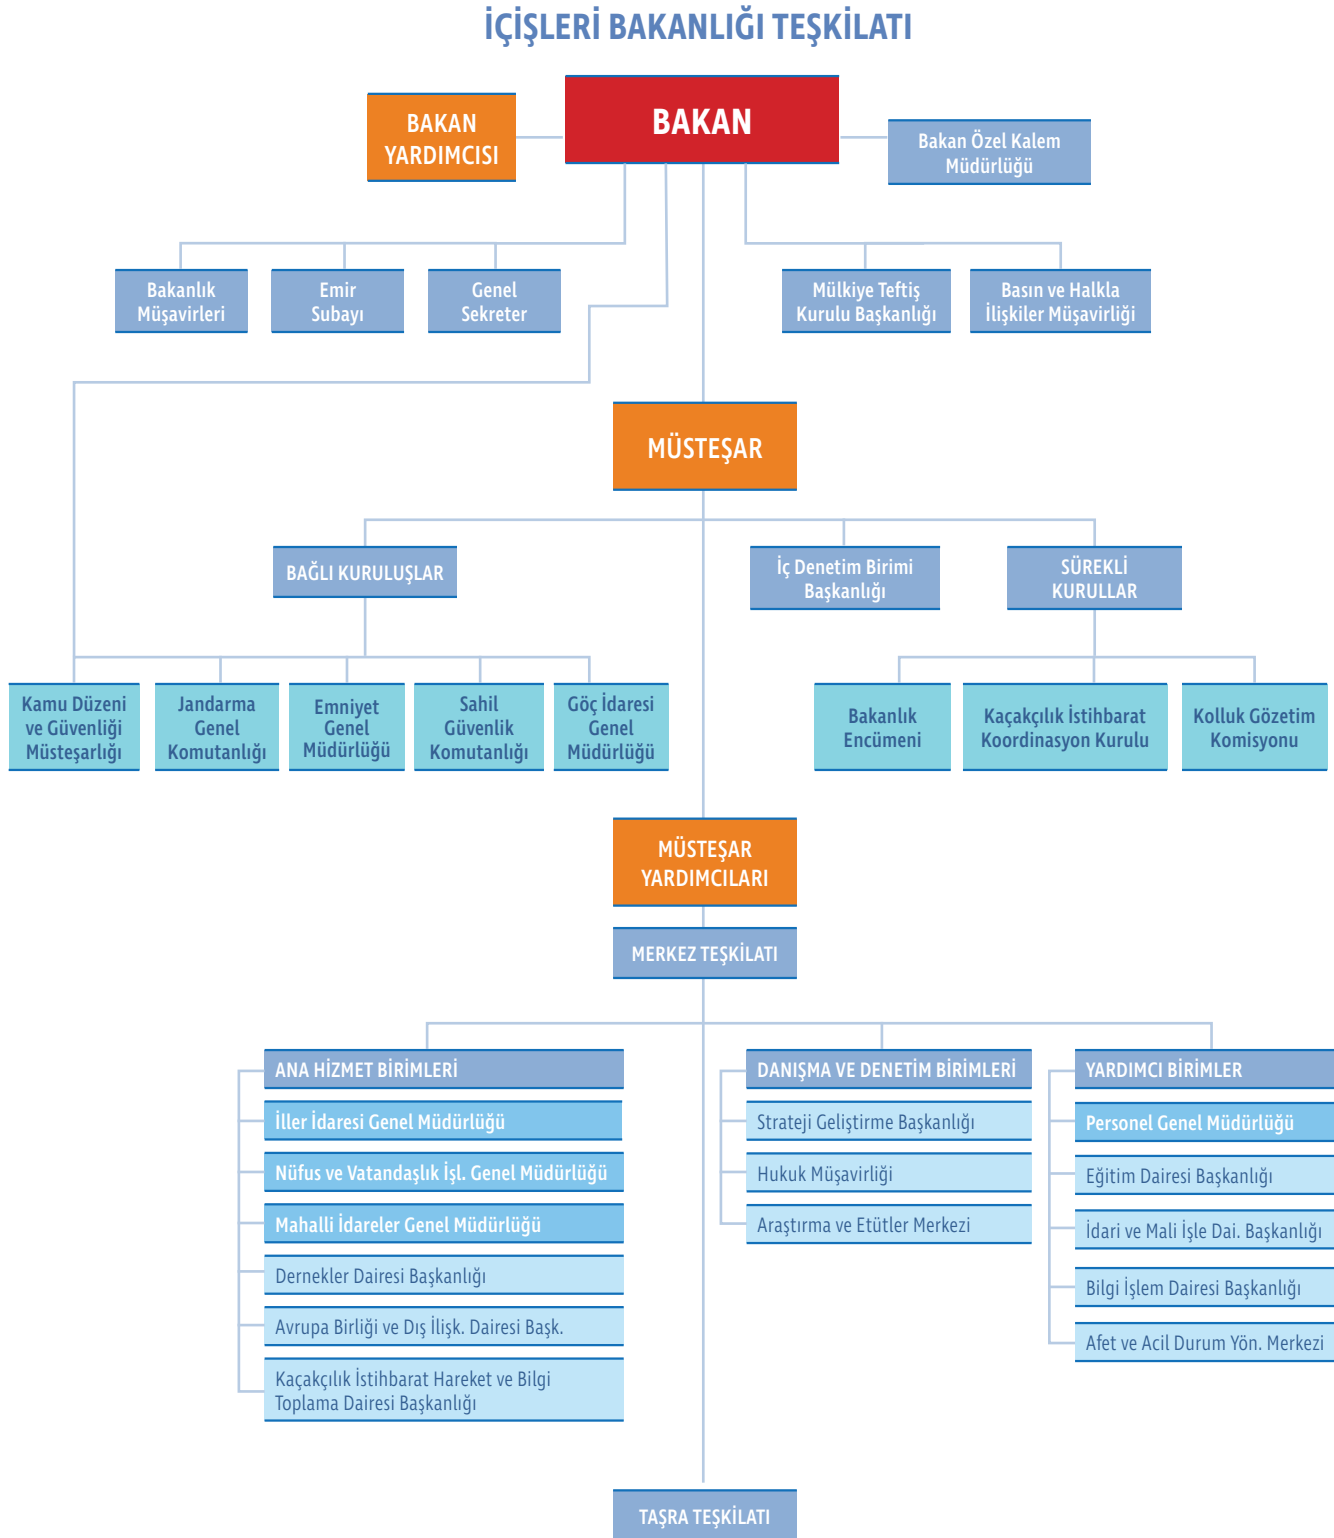 İÇİŞLERİ BAKANLIĞI TEŞKİLATI
BAKAN
YARDIMCISI
BAKAN
Bakan Özel Kalem
Müdürlüğü
Bakanlık
Müşavirleri
Emir
Subayı
Genel
Sekreter
Mülkiye Teftiş
Kurulu Başkanlığı
Basın ve Halkla
İlişkiler Müşavirliği
MÜSTEŞAR
BAĞLI KURULUŞLAR
İç Denetim Birimi
Başkanlığı
SÜREKLİ
KURULLAR
Kamu Düzeni
ve Güvenliği
Müsteşarlığı
Jandarma
Genel
Komutanlığı
Emniyet
Genel
Müdürlüğü
Sahil
Güvenlik
Komutanlığı
Göç İdaresi
Genel
Müdürlüğü
Bakanlık
Encümeni
Kaçakçılık İstihbarat
Koordinasyon Kurulu
Kolluk Gözetim
Komisyonu
MÜSTEŞAR
YARDIMCILARI
MERKEZ TEŞKİLATI
ANA HİZMET BİRİMLERİ
İller İdaresi Genel Müdürlüğü
Nüfus ve Vatandaşlık İşl. Genel Müdürlüğü
Mahalli İdareler Genel Müdürlüğü
Dernekler Dairesi Başkanlığı
Avrupa Birliği ve Dış İlişk. Dairesi Başk.
Kaçakçılık İstihbarat Hareket ve Bilgi
Toplama Dairesi Başkanlığı
DANIŞMA VE DENETİM BİRİMLERİ
Strateji Geliştirme Başkanlığı
Hukuk Müşavirliği
Araştırma ve Etütler Merkezi
YARDIMCI BİRİMLER
Personel Genel Müdürlüğü
Eğitim Dairesi Başkanlığı
İdari ve Mali İşle Dai. Başkanlığı
Bilgi İşlem Dairesi Başkanlığı
Afet ve Acil Durum Yön. Merkezi
TAŞRA TEŞKİLATI